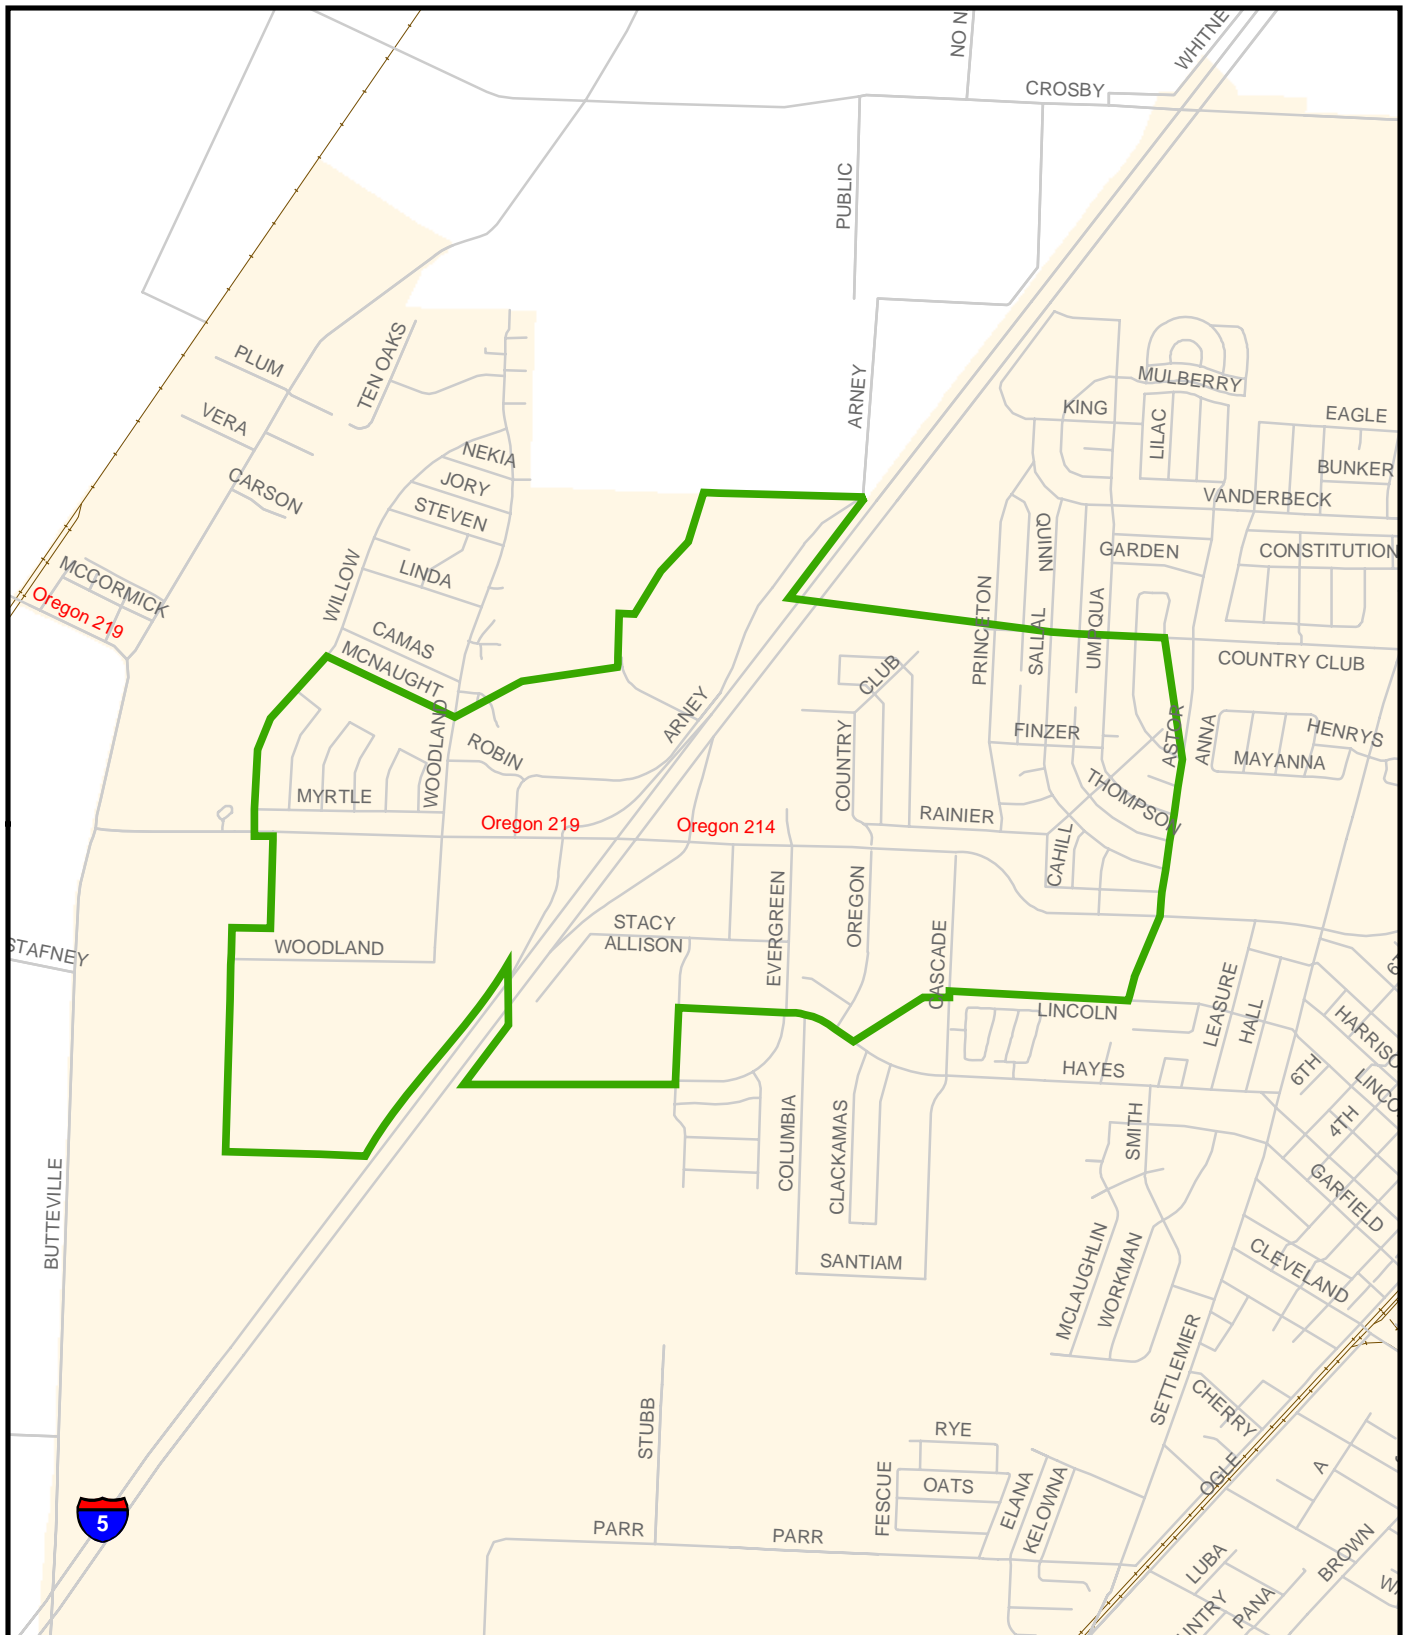 NO N
WHITNE
CROSBY
PUBLIC
TEN OAKS
PLUM
ARNEY
MULBERRY
KING
LILAC
EAGLE
VERA
NEKIA
BUNKER
JORY
CARSON
VANDERBECK
STEVEN
QUINN
GARDEN
CONSTITUTION
LINDA
MCCORMICK
WILLOW
Oregon 219
PRINCETON
SALLAL
UMPQUA
CAMAS
MCNAUGHT
COUNTRY CLUB
CLUB
ARNEY
WOODLAND
ROBIN
FINZER
ASTOR
ANNA
HENRYS
MAYANNA
COUNTRY
MYRTLE
THOMPSON
RAINIER
Oregon 219
Oregon 214
CAHILL
EVERGREEN
OREGON
STACY
ALLISON
CASCADE
WOODLAND
STAFNEY
LEASURE
HALL
LINCOLN
HARRISO
HAYES
6TH
LINCO
4TH
SMITH
COLUMBIA
CLACKAMAS
GARFIELD
BUTTEVILLE
SANTIAM
MCLAUGHLIN
WORKMAN
CLEVELAND
SETTLEMIER
CHERRY
STUBB
RYE
OGLE
A
FESCUE
OATS
ELANA
KELOWNA
5
PARR
PARR
BROWN
LUBA
PANA
UNTRY
W